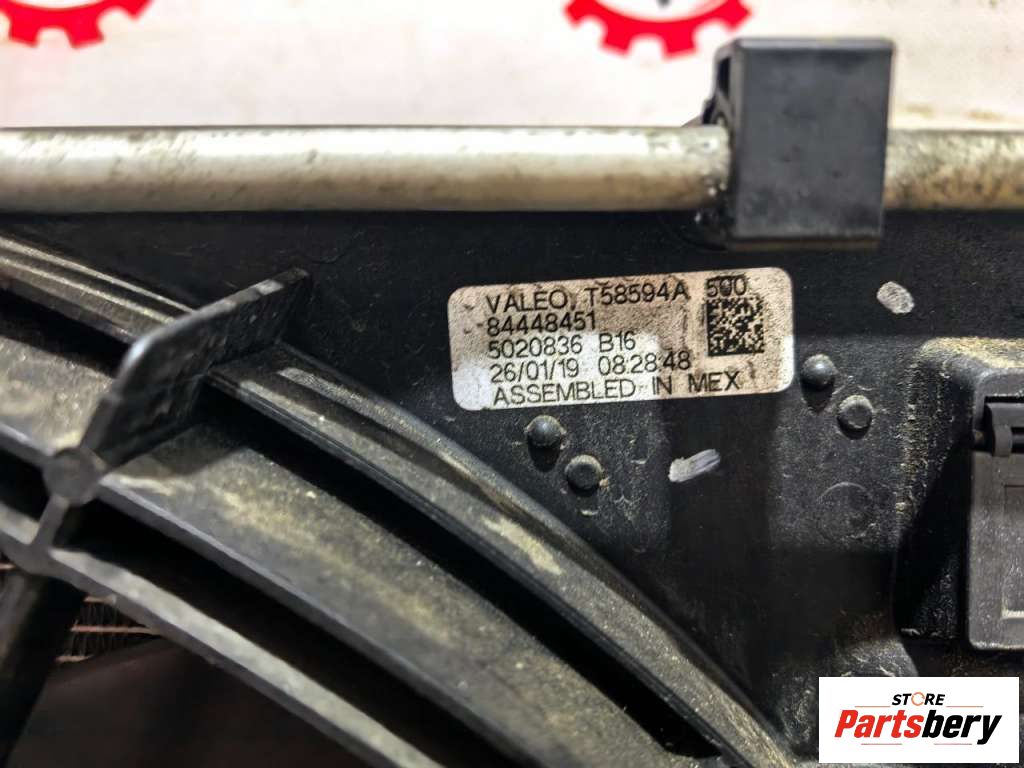 VALEO T58594A 500
84448451
5020836 B16
26/01/19 08:28:48
ASSEMBLED IN MEX
STORE
Partsbery